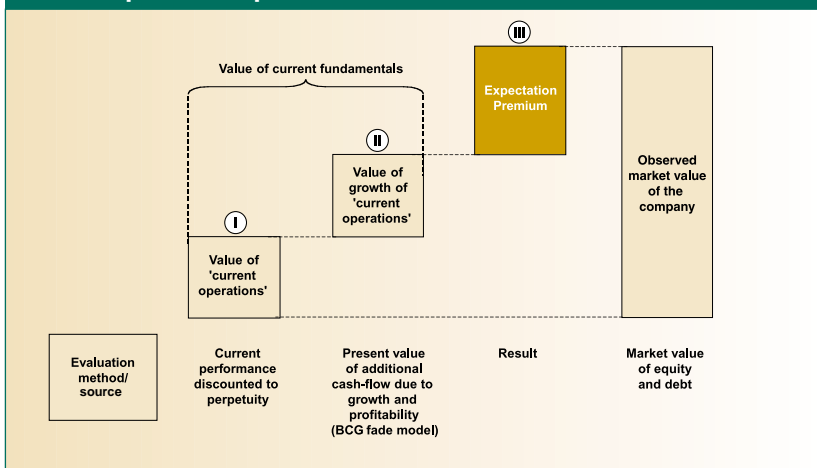 III
Value of current fundamentals
Expectation
Premium
II
Observed
market value
of the
company
Value of
growth of
'current
operations'
I
Value of
'current
operations'
Evaluation
method/
source
Current
performance
discounted to
perpetuity
Present value
of additional
cash-flow due to
growth and
profitability
(BCG fade model)
Result
Market value
of equity
and debt